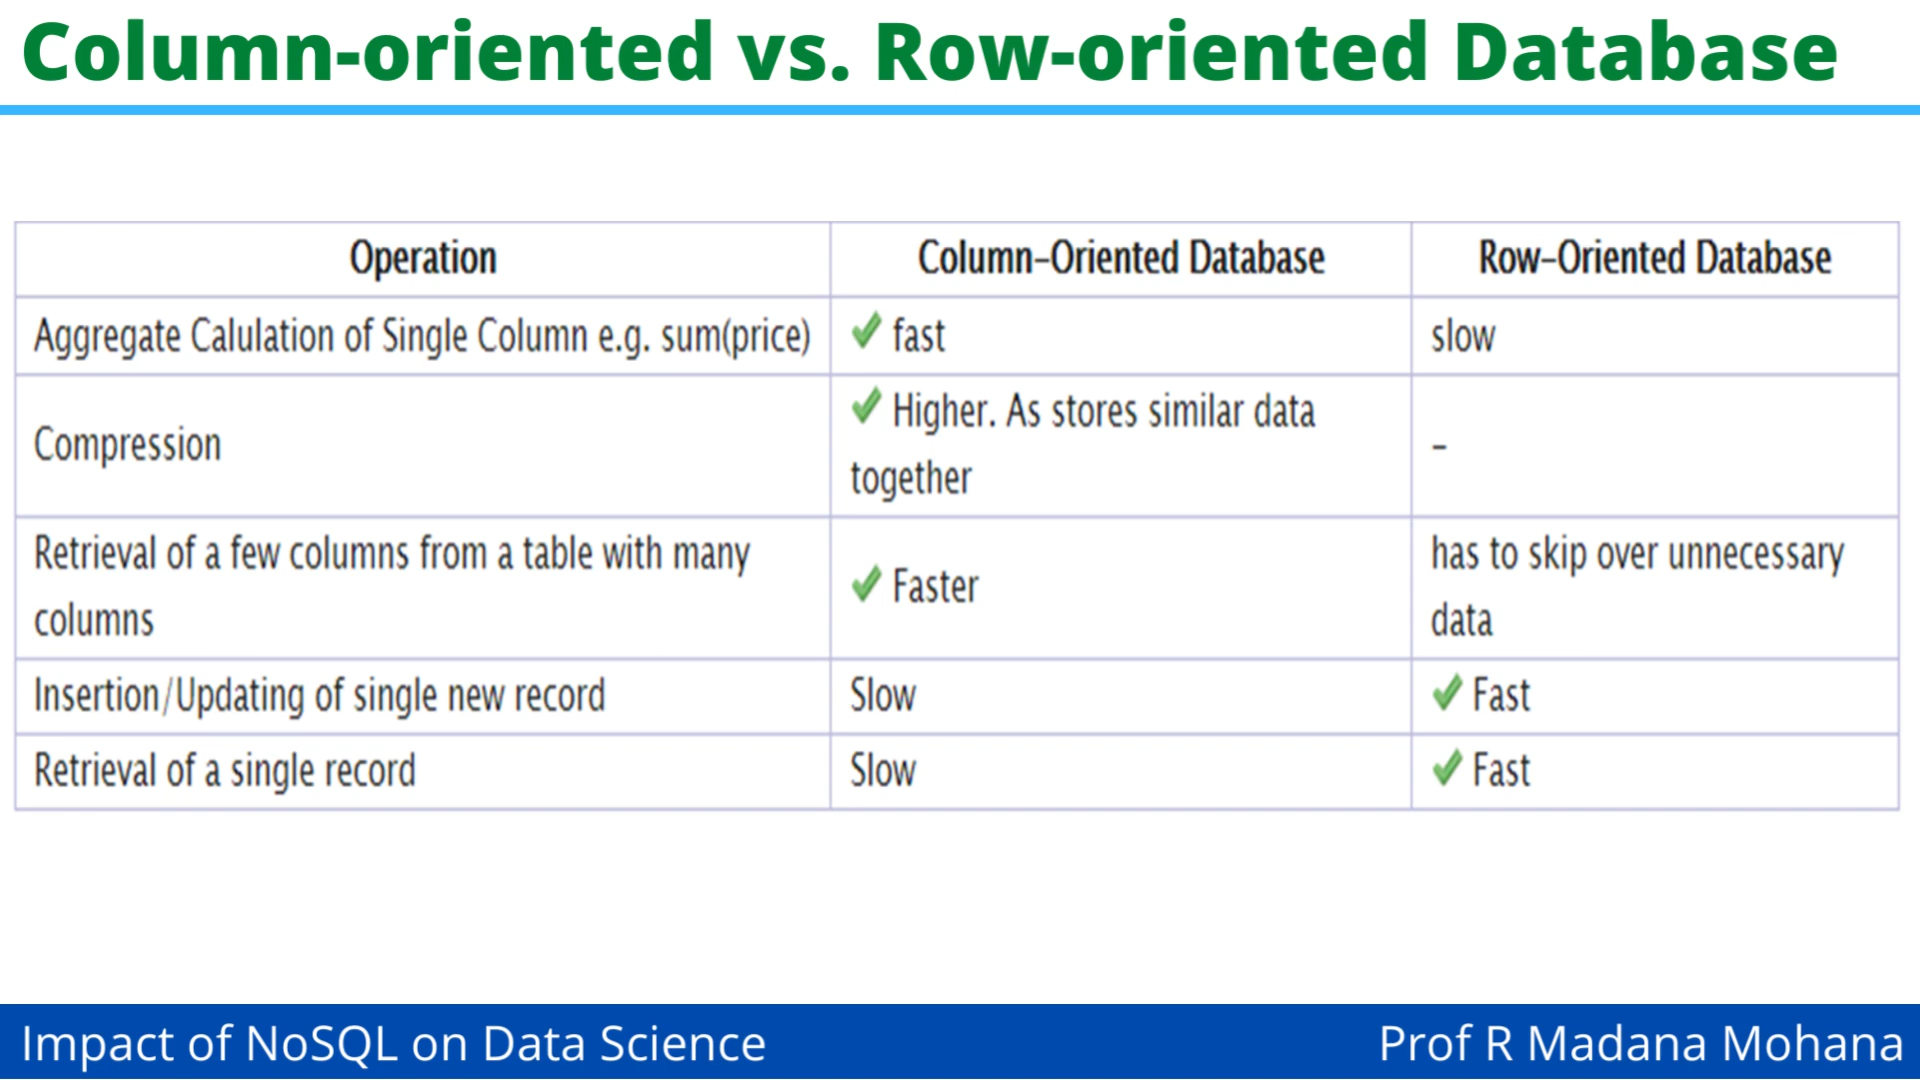 Column-oriented vs. Row-oriented Database
Operation
Column-Oriented Database
Row-Oriented Database
Aggregate Calulation of Single Column e.g. sum(price)
✔ fast
slow
Compression
✔ Higher. As stores similar data
together
–
Retrieval of a few columns from a table with many
columns
✔ Faster
has to skip over unnecessary
data
Insertion/Updating of single new record
Slow
✔ Fast
Retrieval of a single record
Slow
✔ Fast
Impact of NoSQL on Data Science
Prof R Madana Mohana